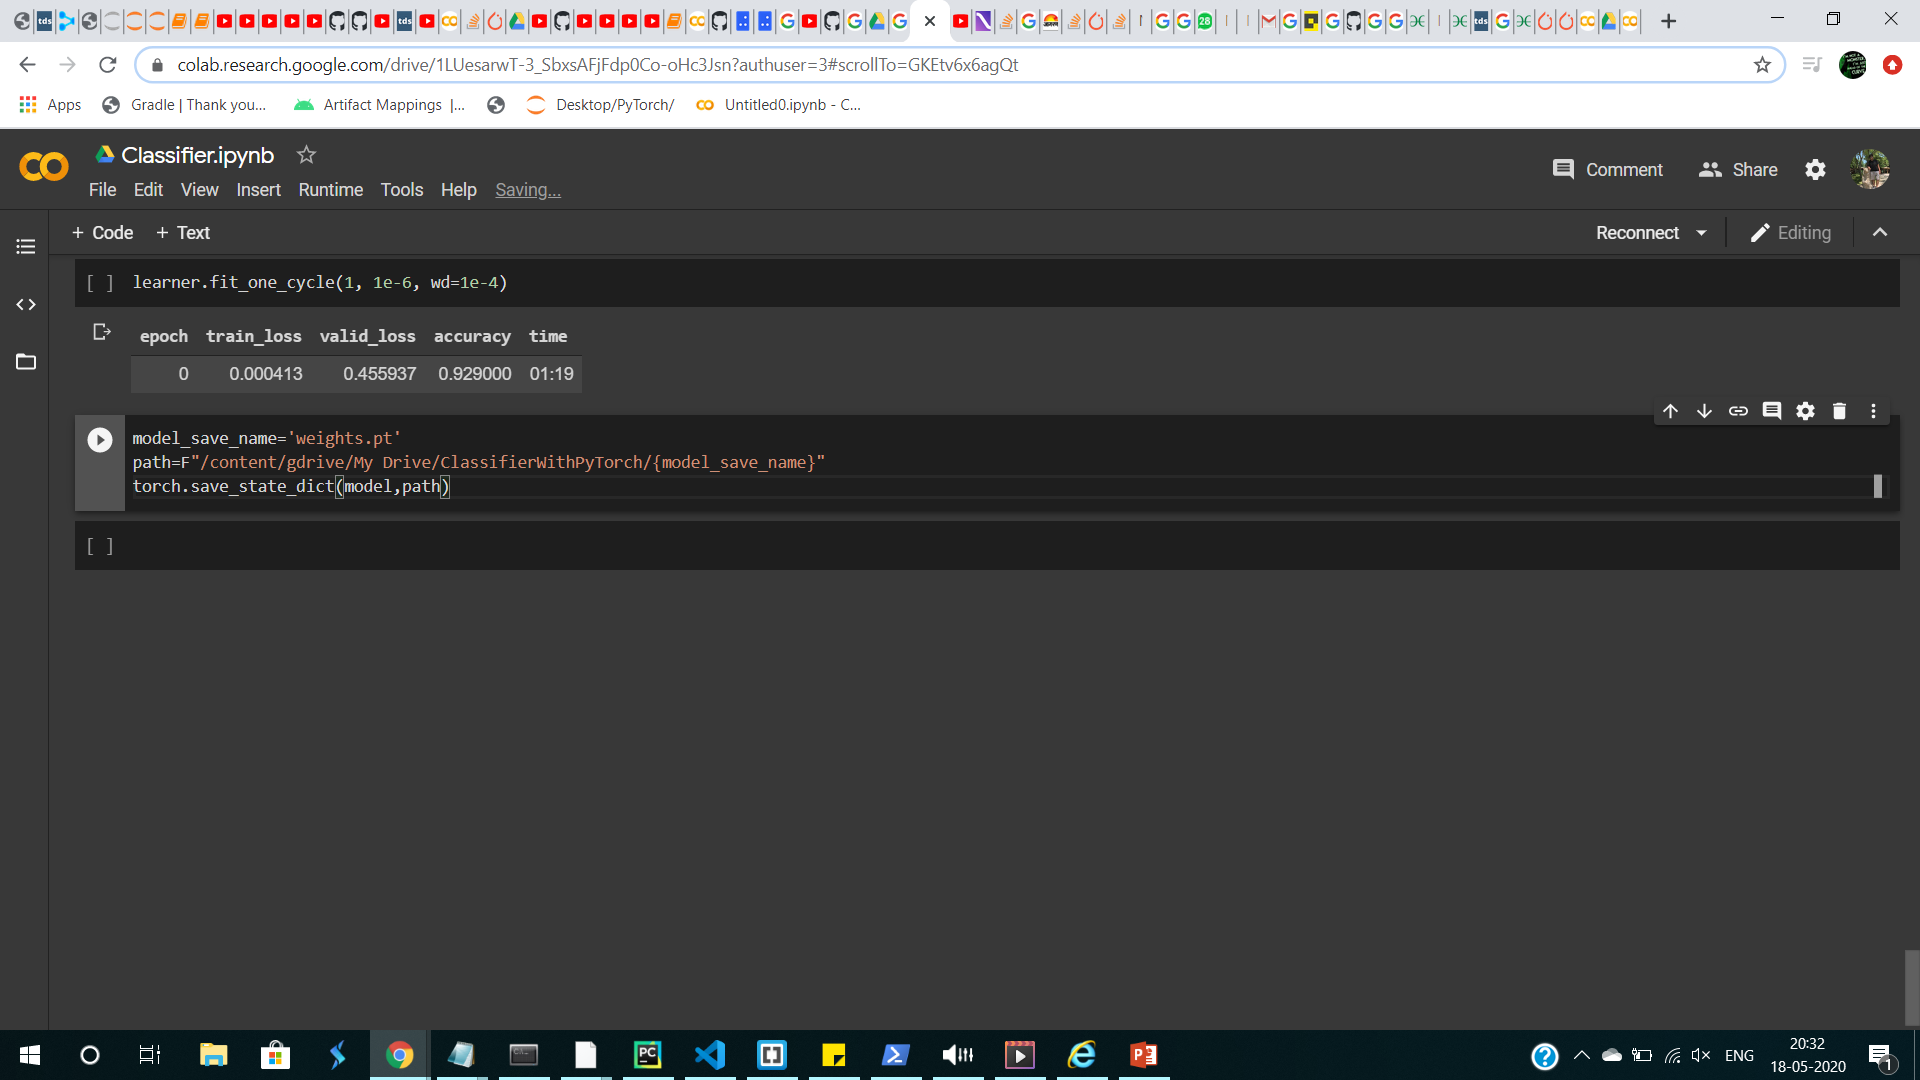 colab.research.google.com/drive/1LUesarwT-3_SbxsAFjFdp0Co-oHc3Jsn?authuser=3#scrollTo=GKEtv6x6agQt
Apps Gradle | Thank you... Artifact Mappings |... Desktop/PyTorch/ Untitled0.ipynb - C...
Classifier.ipynb
Comment Share
File Edit View Insert Runtime Tools Help Saving...
+ Code + Text Reconnect Editing
[ ] learner.fit_one_cycle(1, 1e-6, wd=1e-4)
epoch train_loss valid_loss accuracy time
0 0.000413 0.455937 0.929000 01:19
model_save_name='weights.pt'
path=F"/content/gdrive/My Drive/ClassifierWithPyTorch/{model_save_name}"
torch.save_state_dict(model,path)
[ ]
ENG
20:32
18-05-2020
1